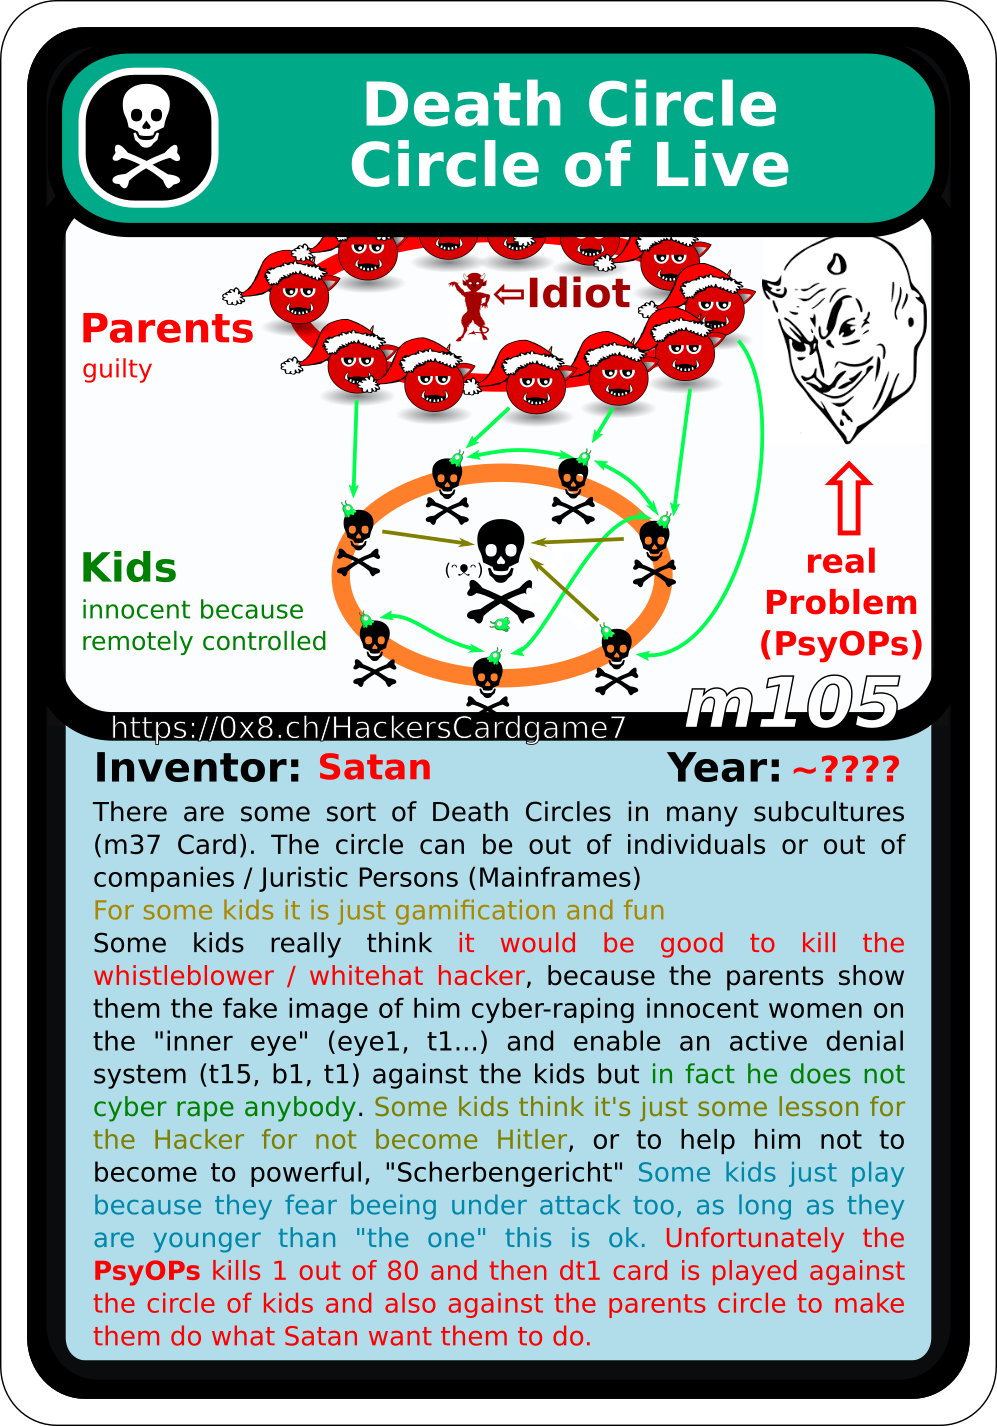 Death Circle
Circle of Live
⇦Idiot
Parents
guilty
Kids
innocent because
remotely controlled
real
Problem
(PsyOPs)
m105
https://0x8.ch/HackersCardgame7
Inventor: Satan Year: ~????
There are some sort of Death Circles in many subcultures
(m37 Card). The circle can be out of individuals or out of
companies / Juristic Persons (Mainframes)
For some kids it is just gamification and fun
Some kids really think it would be good to kill the
whistleblower / whitehat hacker, because the parents show
them the fake image of him cyber-raping innocent women on
the "inner eye" (eye1, t1...) and enable an active denial
system (t15, b1, t1) against the kids but in fact he does not
cyber rape anybody. Some kids think it's just some lesson for
the Hacker for not become Hitler, or to help him not to
become to powerful, "Scherbengericht" Some kids just play
because they fear beeing under attack too, as long as they
are younger than "the one" this is ok. Unfortunately the
PsyOPs kills 1 out of 80 and then dt1 card is played against
the circle of kids and also against the parents circle to make
them do what Satan want them to do.